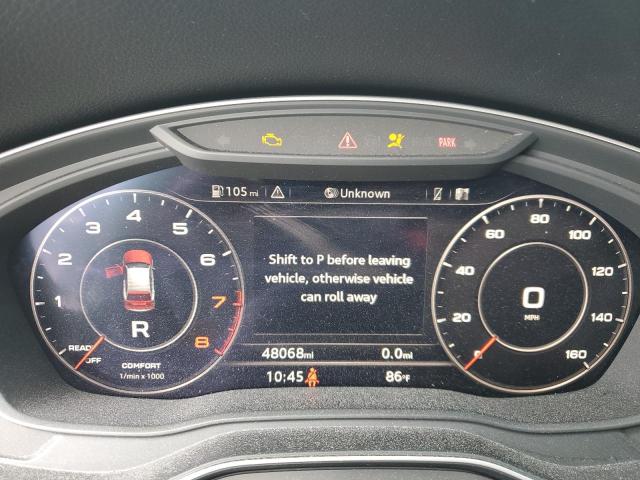 PARK
105 mi
Unknown
1
2
3
4
5
6
7
8
READY
OFF
R
COMFORT
1/min x 1000
Shift to P before leaving
vehicle, otherwise vehicle
can roll away
48068mi 0.0mi
10:45 86°F
0
20
40
60
80
100
120
140
160
0
MPH